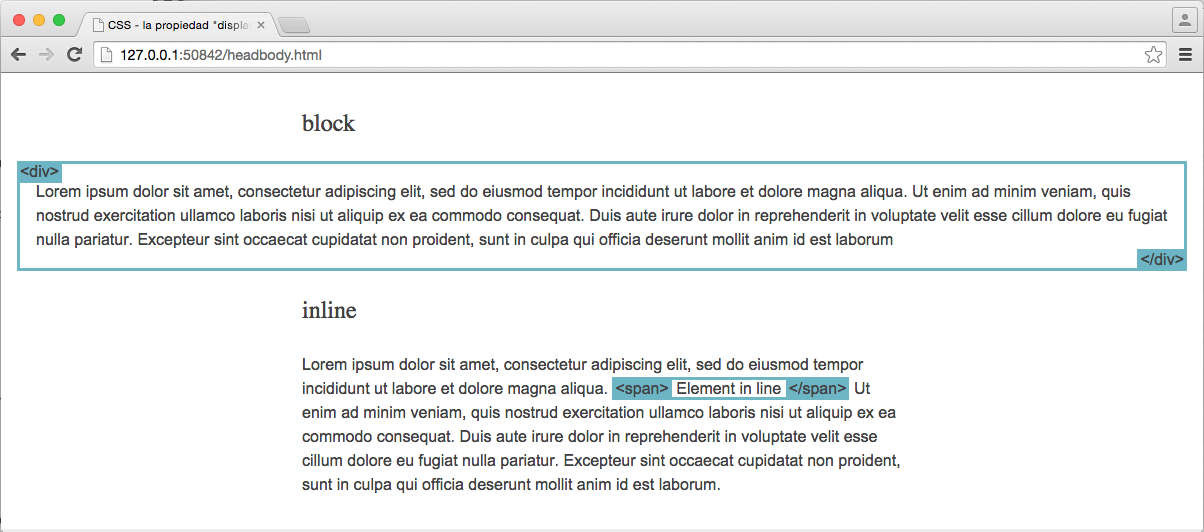 CSS - la propiedad "displa
127.0.0.1:50842/headbody.html
block
<div>
Lorem ipsum dolor sit amet, consectetur adipiscing elit, sed do eiusmod tempor incididunt ut labore et dolore magna aliqua. Ut enim ad minim veniam, quis
nostrud exercitation ullamco laboris nisi ut aliquip ex ea commodo consequat. Duis aute irure dolor in reprehenderit in voluptate velit esse cillum dolore eu fugiat
nulla pariatur. Excepteur sint occaecat cupidatat non proident, sunt in culpa qui officia deserunt mollit anim id est laborum
</div>
inline
Lorem ipsum dolor sit amet, consectetur adipiscing elit, sed do eiusmod tempor
incididunt ut labore et dolore magna aliqua. <span> Element in line </span> Ut
enim ad minim veniam, quis nostrud exercitation ullamco laboris nisi ut aliquip ex ea
commodo consequat. Duis aute irure dolor in reprehenderit in voluptate velit esse
cillum dolore eu fugiat nulla pariatur. Excepteur sint occaecat cupidatat non proident,
sunt in culpa qui officia deserunt mollit anim id est laborum.